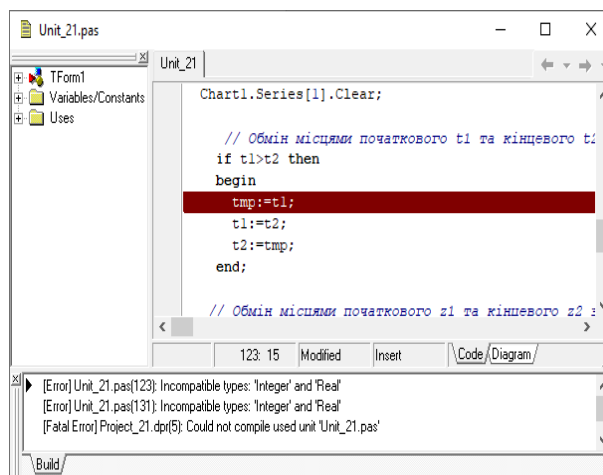 Unit_21.pas
TForm1
Variables/Constants
Uses
Unit_21
Chart1.Series[1].Clear;
// Обмін місцями початкового t1 та кінцевого t2
if t1>t2 then
begin
tmp:=t1;
t1:=t2;
t2:=tmp;
end;
// Обмін місцями початкового z1 та кінцевого z2 з
123: 15
Modified
Insert
Code
Diagram
[Error] Unit_21.pas(123): Incompatible types: 'Integer' and 'Real'
[Error] Unit_21.pas(131): Incompatible types: 'Integer' and 'Real'
[Fatal Error] Project_21.dpr(5): Could not compile used unit 'Unit_21.pas'
Build